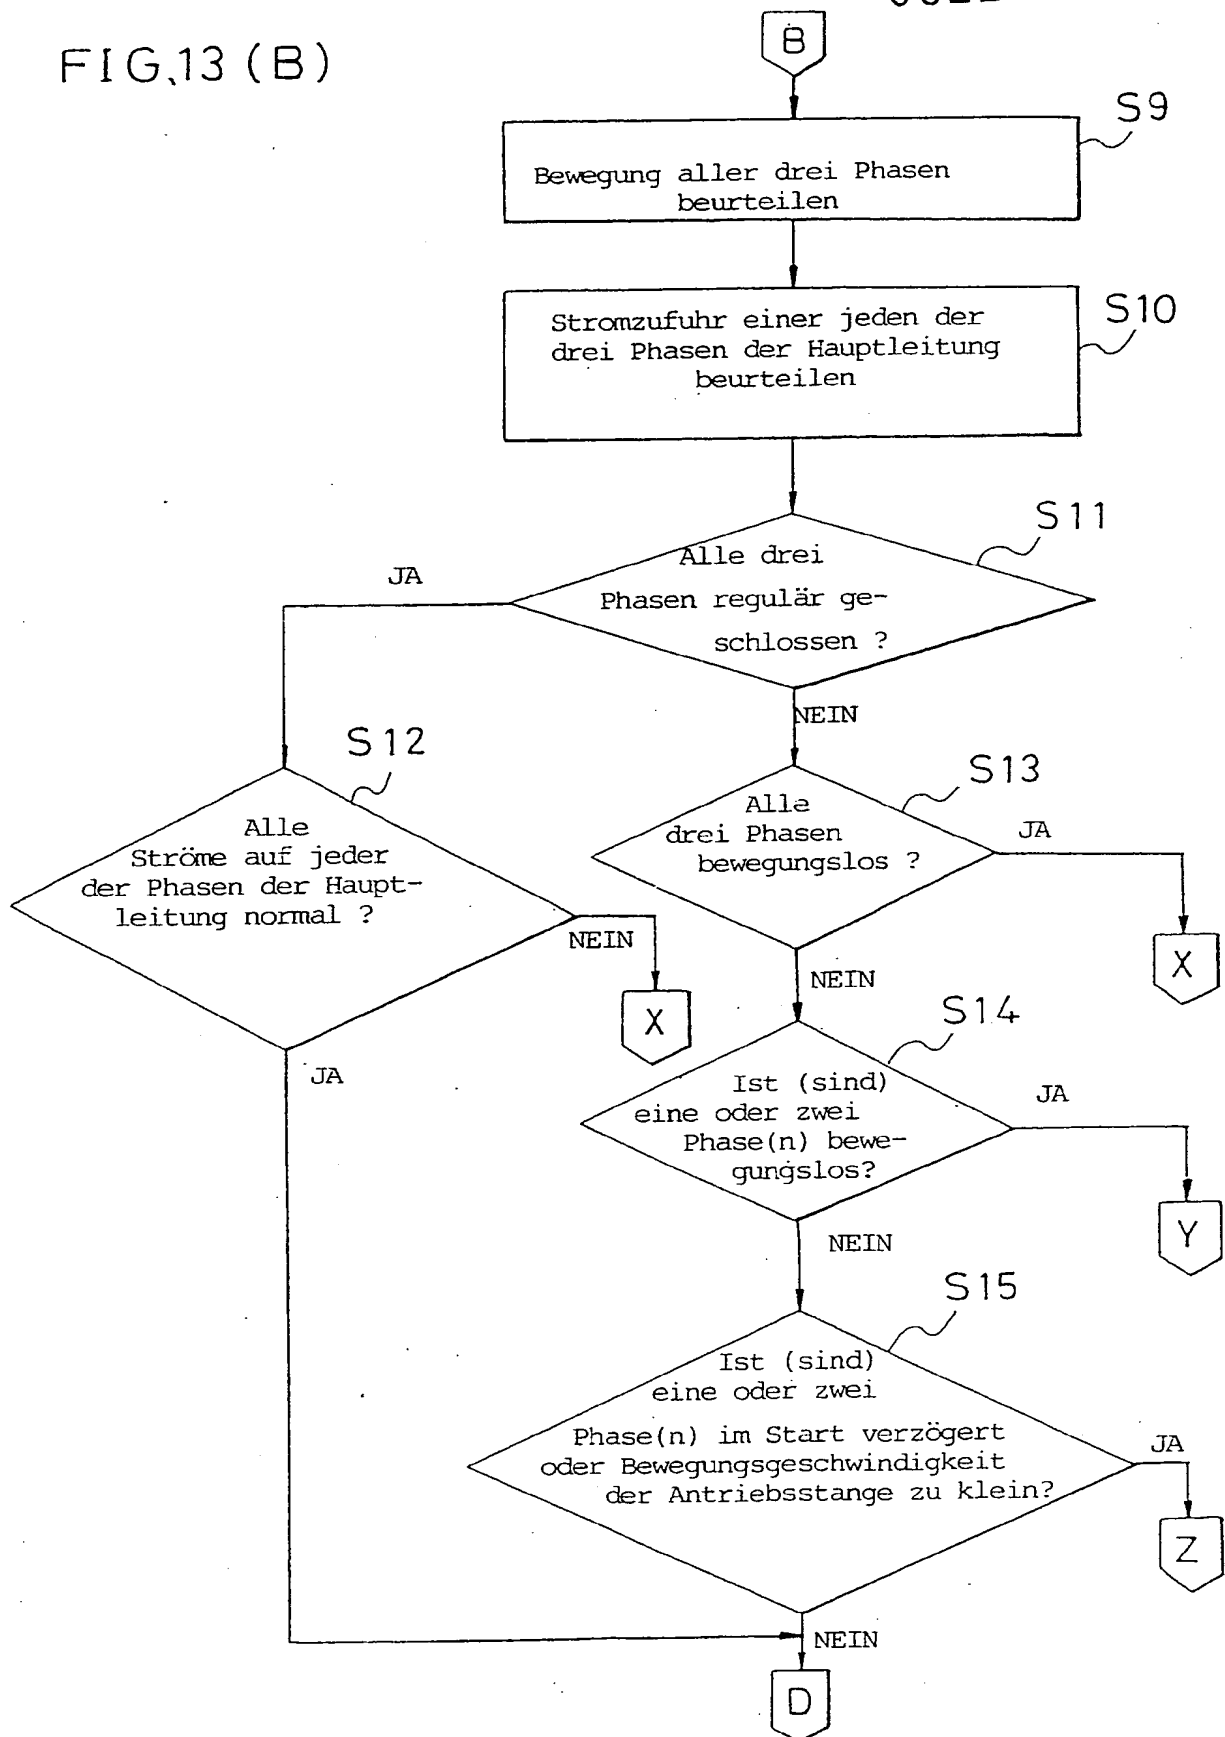 FIG.13 (B)
B
S9
Bewegung aller drei Phasen
beurteilen
S10
Stromzufuhr einer jeden der
drei Phasen der Hauptleitung
beurteilen
S11
Alle drei
Phasen regulär ge-
schlossen ?
JA
NEIN
S12
Alle
Ströme auf jeder
der Phasen der Haupt-
leitung normal ?
NEIN
X
JA
S13
Alle
drei Phasen
bewegungslos ?
JA
X
NEIN
S14
Ist (sind)
eine oder zwei
Phase(n) bewe-
gungslos?
JA
Y
NEIN
S15
Ist (sind)
eine oder zwei
Phase(n) im Start verzögert
oder Bewegungsgeschwindigkeit
der Antriebsstange zu klein?
JA
Z
NEIN
D